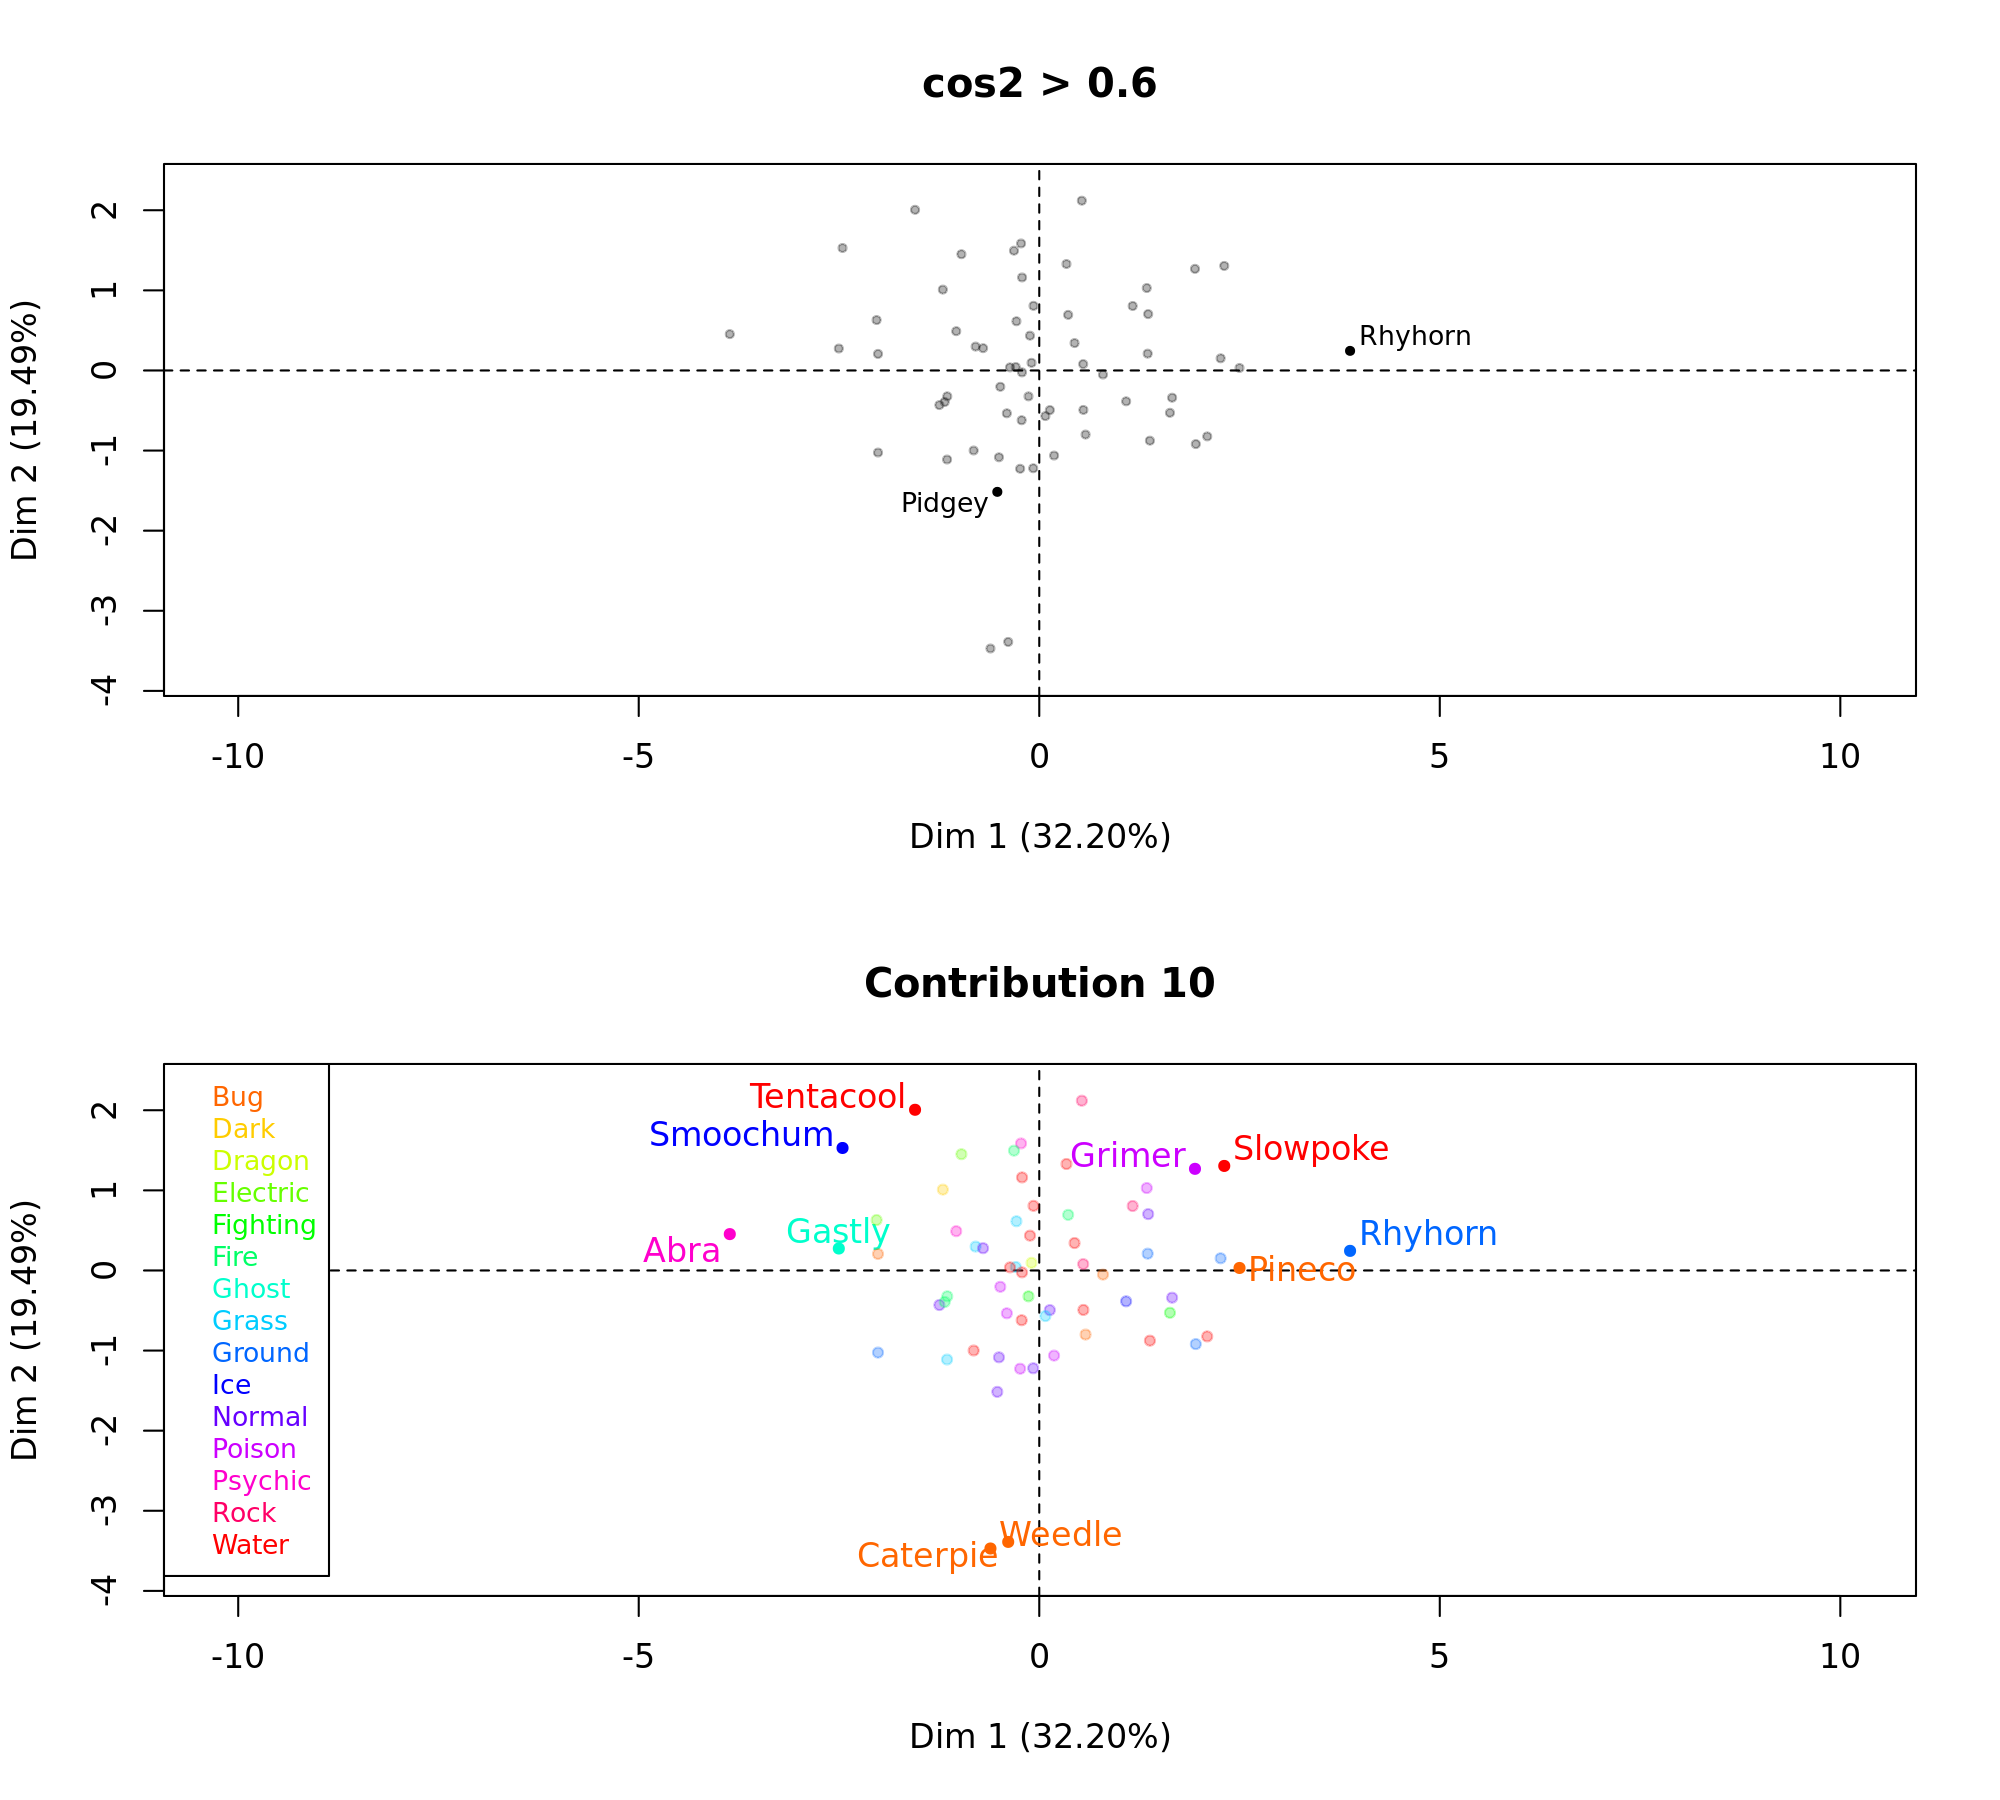 cos2 > 0.6
2
1
0
-1
-2
-3
-4
Dim 2 (19.49%)
Rhyhorn
Pidgey
-10 -5 0 5 10
Dim 1 (32.20%)
Contribution 10
2
1
0
-1
-2
-3
-4
Dim 2 (19.49%)
Bug
Dark
Dragon
Electric
Fighting
Fire
Ghost
Grass
Ground
Ice
Normal
Poison
Psychic
Rock
Water
Tentacool
Smoochum
Grimer
Slowpoke
Gastly
Abra
Rhyhorn
Pineco
Weedle
Caterpie
-10 -5 0 5 10
Dim 1 (32.20%)